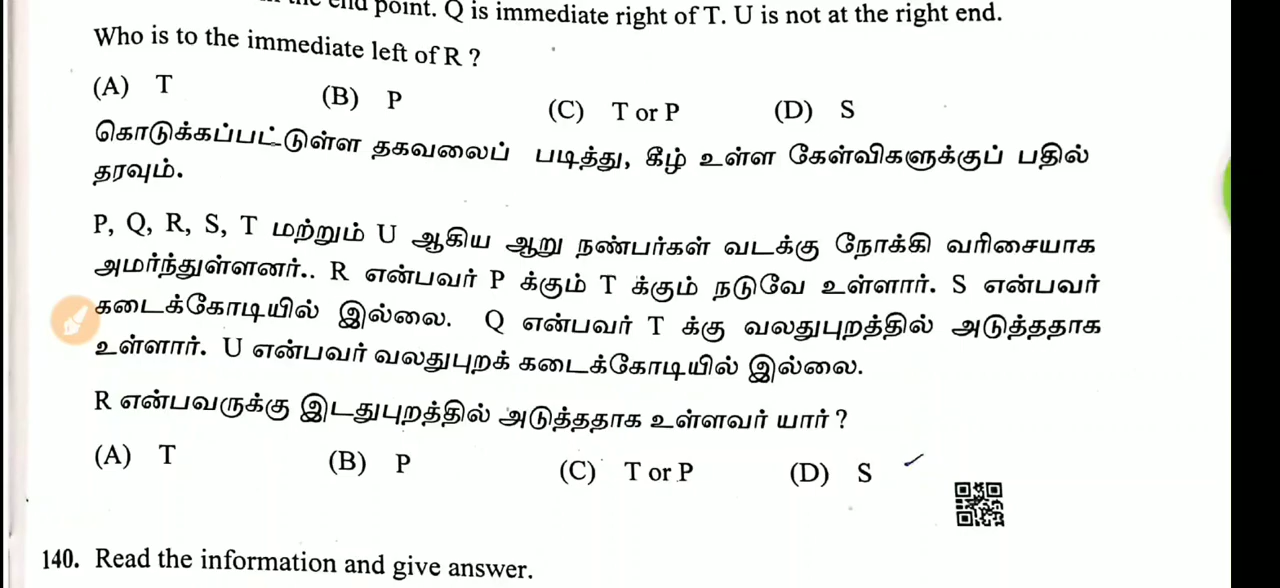 end point. Q is immediate right of T. U is not at the right end.
Who is to the immediate left of R ?
(A) T (B) P (C) T or P (D) S
கொடுக்கப்பட்டுள்ள தகவலைப் படித்து, கீழ் உள்ள கேள்விகளுக்குப் பதில்
தரவும்.
P, Q, R, S, T மற்றும் U ஆகிய ஆறு நண்பர்கள் வடக்கு நோக்கி வரிசையாக
அமர்ந்துள்ளனர்.. R என்பவர் P க்கும் T க்கும் நடுவே உள்ளார். S என்பவர்
கடைக்கோடியில் இல்லை. Q என்பவர் T க்கு வலதுபுறத்தில் அடுத்ததாக
உள்ளார். U என்பவர் வலதுபுறக் கடைக்கோடியில் இல்லை.
R என்பவருக்கு இடதுபுறத்தில் அடுத்ததாக உள்ளவர் யார் ?
(A) T (B) P (C) T or P (D) S
140. Read the information and give answer.